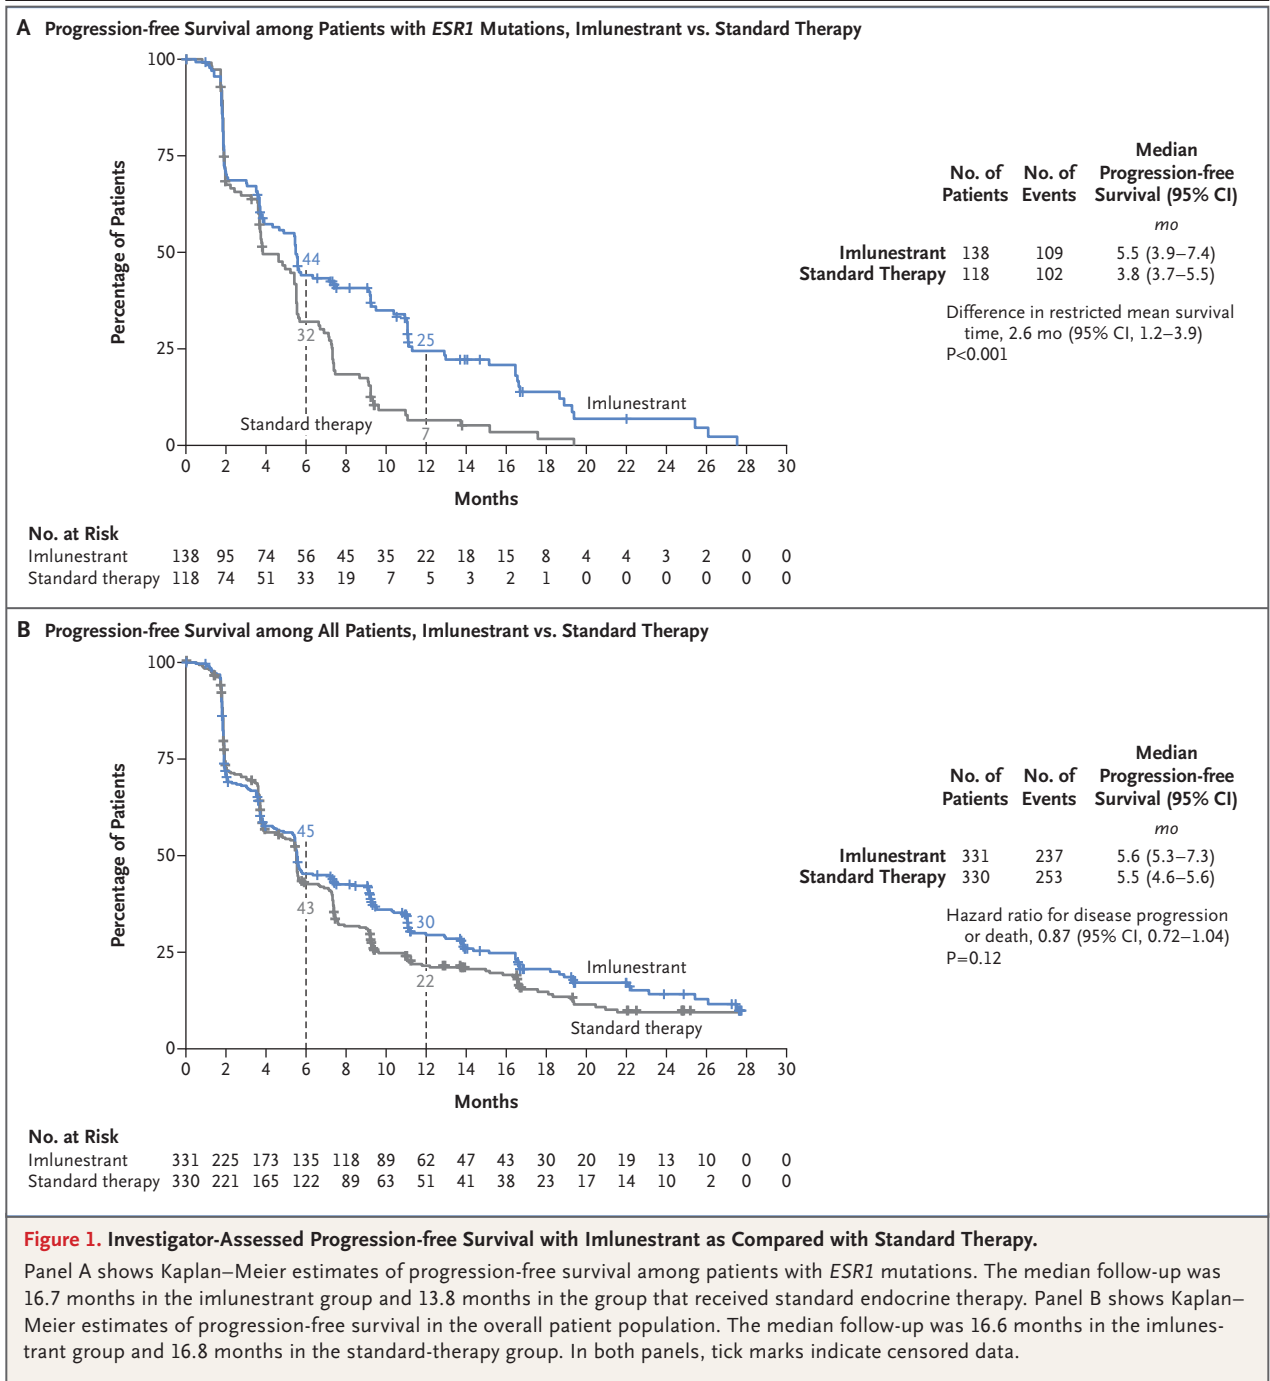 A Progression-free Survival among Patients with ESR1 Mutations, Imlunestrant vs. Standard Therapy
100
75
50
25
0
Percentage of Patients
44
32
25
7
Imlunestrant
Standard therapy
0 2 4 6 8 10 12 14 16 18 20 22 24 26 28 30
Months
Median
No. of No. of Progression-free
Patients Events Survival (95% CI)
mo
Imlunestrant 138 109 5.5 (3.9–7.4)
Standard Therapy 118 102 3.8 (3.7–5.5)
Difference in restricted mean survival
time, 2.6 mo (95% CI, 1.2–3.9)
P<0.001
No. at Risk
Imlunestrant 138 95 74 56 45 35 22 18 15 8 4 4 3 2 0 0
Standard therapy 118 74 51 33 19 7 5 3 2 1 0 0 0 0 0 0
B Progression-free Survival among All Patients, Imlunestrant vs. Standard Therapy
100
75
50
25
0
Percentage of Patients
45
43
30
22
Imlunestrant
Standard therapy
0 2 4 6 8 10 12 14 16 18 20 22 24 26 28 30
Months
Median
No. of No. of Progression-free
Patients Events Survival (95% CI)
mo
Imlunestrant 331 237 5.6 (5.3–7.3)
Standard Therapy 330 253 5.5 (4.6–5.6)
Hazard ratio for disease progression
or death, 0.87 (95% CI, 0.72–1.04)
P=0.12
No. at Risk
Imlunestrant 331 225 173 135 118 89 62 47 43 30 20 19 13 10 0 0
Standard therapy 330 221 165 122 89 63 51 41 38 23 17 14 10 2 0 0
Figure 1. Investigator-Assessed Progression-free Survival with Imlunestrant as Compared with Standard Therapy.
Panel A shows Kaplan–Meier estimates of progression-free survival among patients with ESR1 mutations. The median follow-up was
16.7 months in the imlunestrant group and 13.8 months in the group that received standard endocrine therapy. Panel B shows Kaplan–
Meier estimates of progression-free survival in the overall patient population. The median follow-up was 16.6 months in the imlunes-
trant group and 16.8 months in the standard-therapy group. In both panels, tick marks indicate censored data.